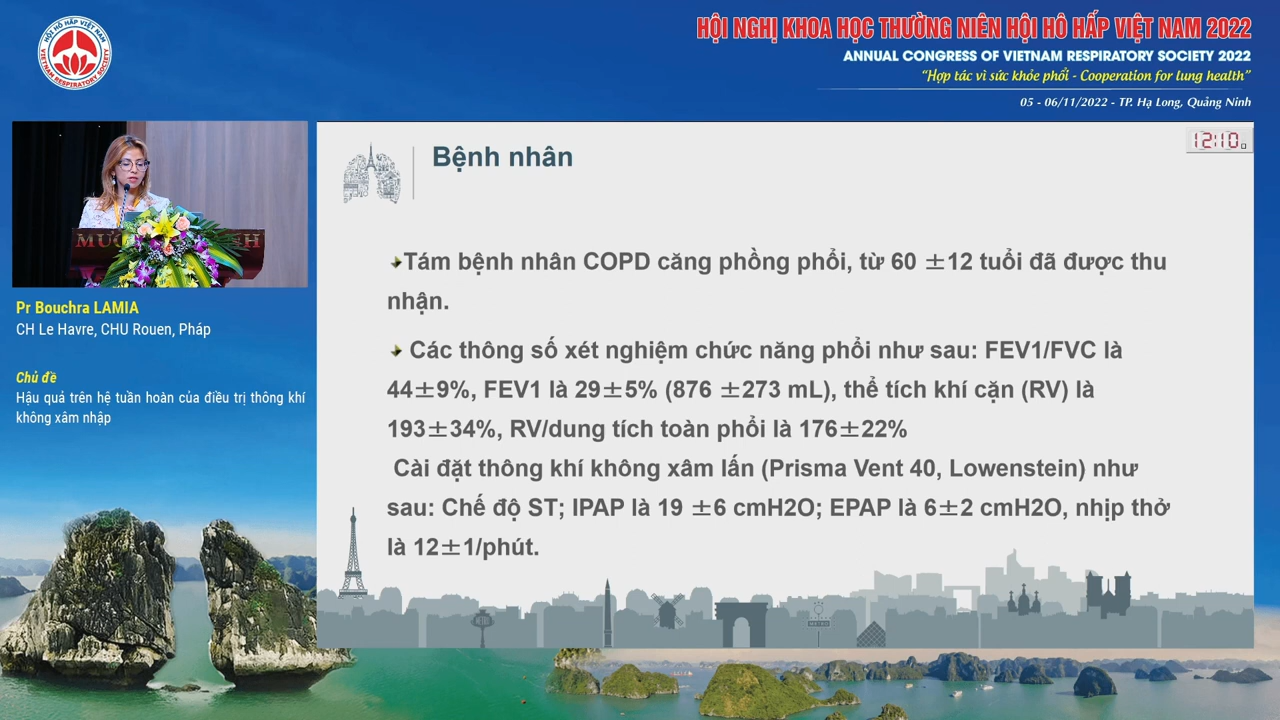 HỘI HÔ HẤP VIỆT NAM
VIETNAM RESPIRATORY SOCIETY
HỘI NGHỊ KHOA HỌC THƯỜNG NIÊN HỘI HÔ HẤP VIỆT NAM 2022
ANNUAL CONGRESS OF VIETNAM RESPIRATORY SOCIETY 2022
"Hợp tác vì sức khỏe phổi - Cooperation for lung health"
05 - 06/11/2022 - TP. Hạ Long, Quảng Ninh
12:10
Bệnh nhân
Tám bệnh nhân COPD căng phồng phổi, từ 60 ±12 tuổi đã được thu
nhận.
Các thông số xét nghiệm chức năng phổi như sau: FEV1/FVC là
44±9%, FEV1 là 29±5% (876 ±273 mL), thể tích khí cặn (RV) là
193±34%, RV/dung tích toàn phổi là 176±22%
Cài đặt thông khí không xâm lấn (Prisma Vent 40, Lowenstein) như
sau: Chế độ ST; IPAP là 19 ±6 cmH2O; EPAP là 6±2 cmH2O, nhịp thở
là 12±1/phút.
Pr Bouchra LAMIA
CH Le Havre, CHU Rouen, Pháp
Chủ đề
Hậu quả trên hệ tuần hoàn của điều trị thông khí
không xâm nhập